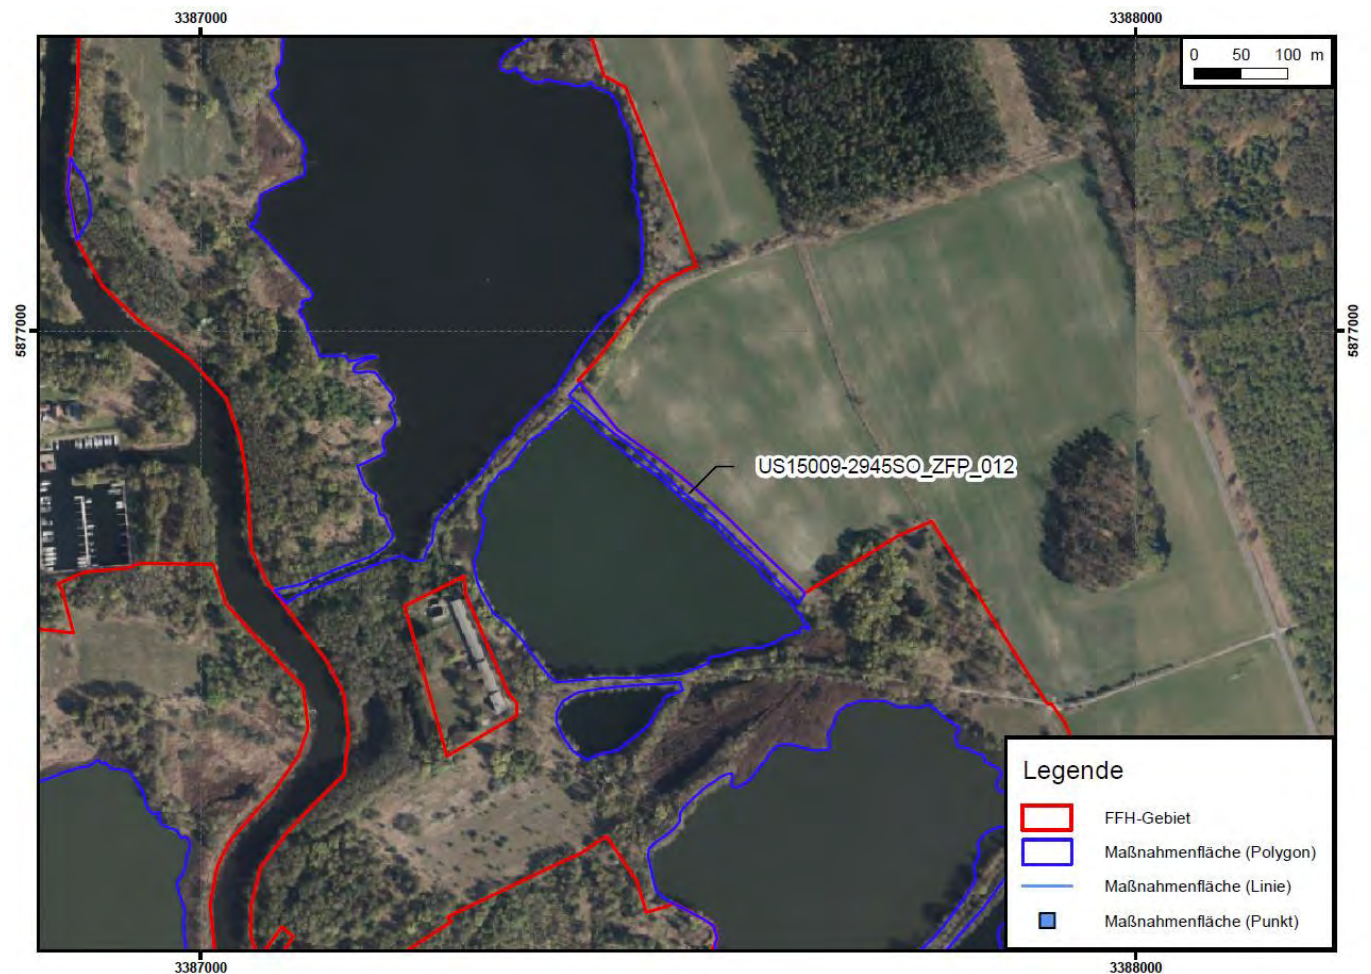 3387000
3388000
0 50 100 m
5877000
5877000
US15009-2945SO_ZFP_012
Legende
FFH-Gebiet
Maßnahmenfläche (Polygon)
Maßnahmenfläche (Linie)
Maßnahmenfläche (Punkt)
3387000
3388000